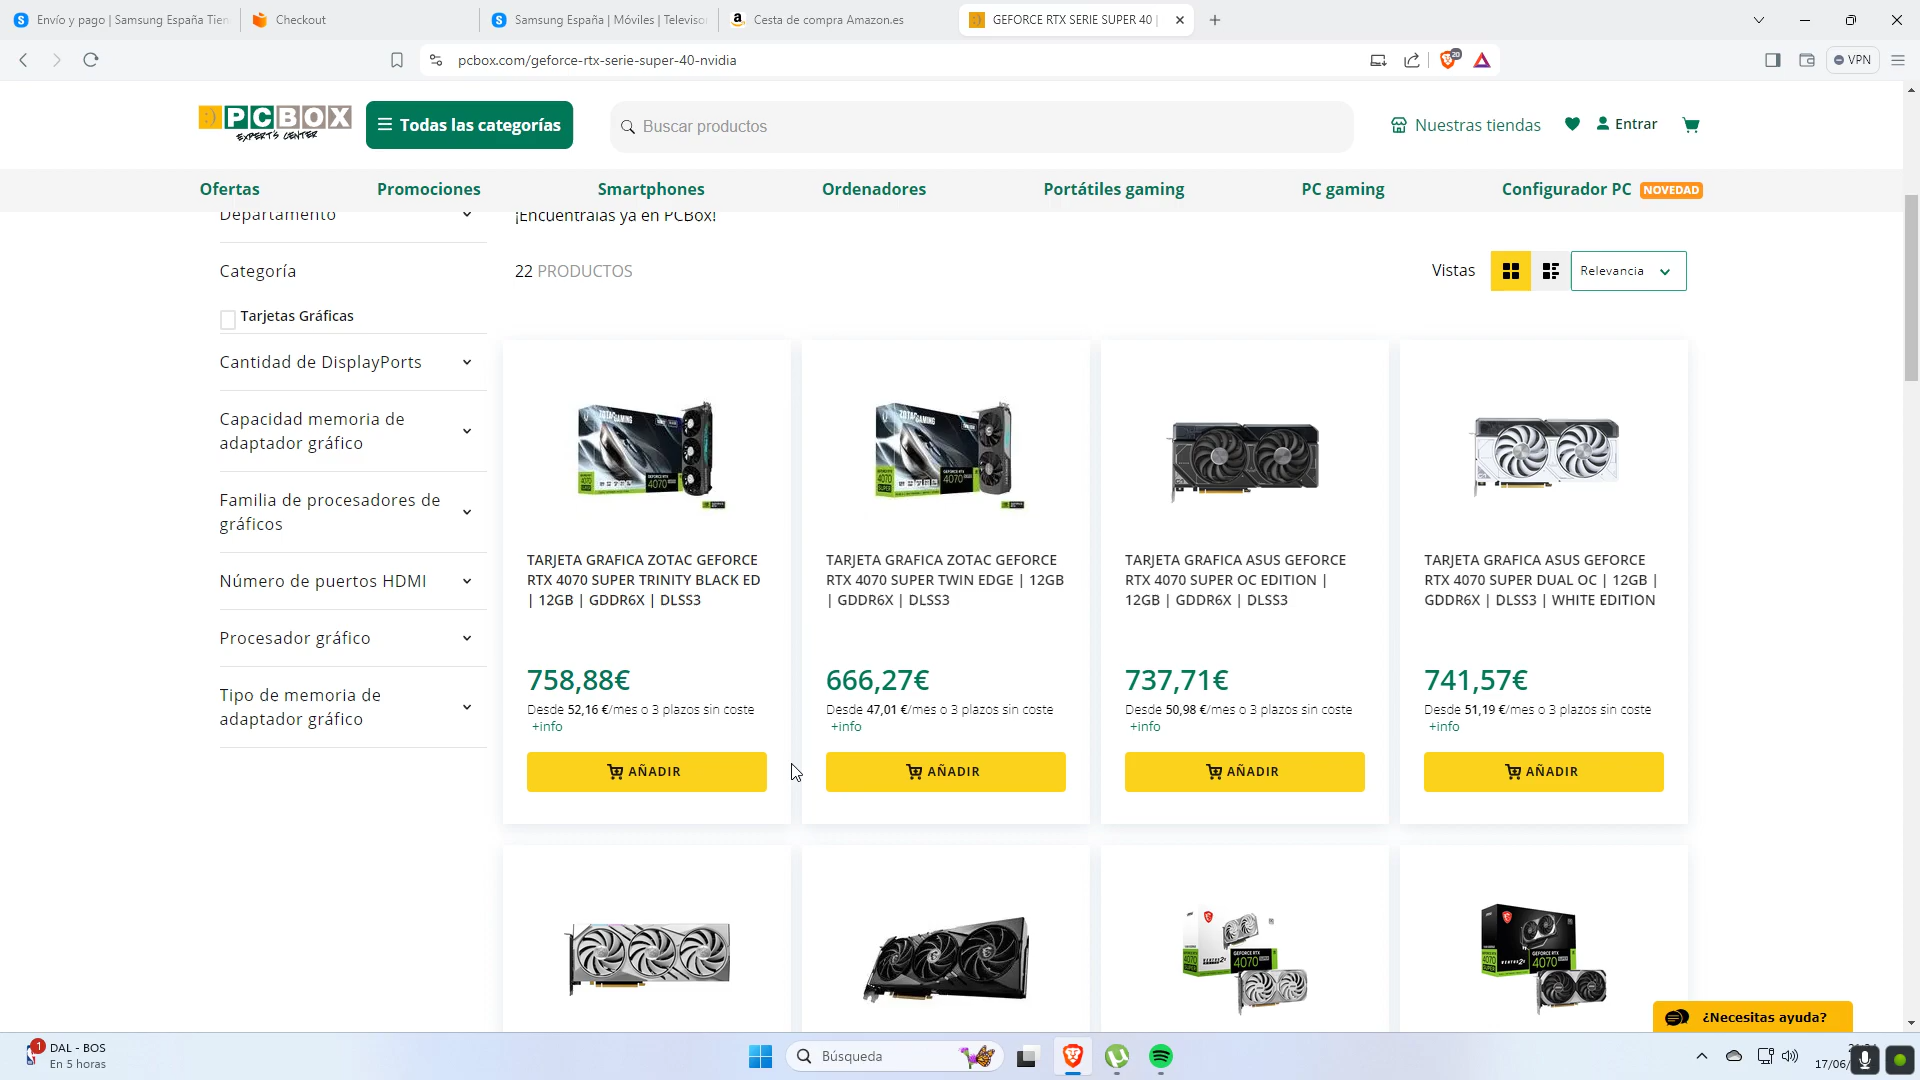 Envío y pago | Samsung España Tien
Checkout
Samsung España | Móviles | Televiso
Cesta de compra Amazon.es
GEFORCE RTX SERIE SUPER 40 |
pcbox.com/geforce-rtx-serie-super-40-nvidia
20
VPN
PCBOX
EXPERT'S CENTER
Todas las categorías
Buscar productos
Nuestras tiendas
Entrar
Ofertas
Promociones
Smartphones
Ordenadores
Portátiles gaming
PC gaming
Configurador PC
NOVEDAD
Departamento
¡Encuéntralas ya en PCBox!
Categoría
22 PRODUCTOS
Vistas
Relevancia
Tarjetas Gráficas
Cantidad de DisplayPorts
Capacidad memoria de
adaptador gráfico
Familia de procesadores de
gráficos
Número de puertos HDMI
Procesador gráfico
Tipo de memoria de
adaptador gráfico
TARJETA GRAFICA ZOTAC GEFORCE
RTX 4070 SUPER TRINITY BLACK ED
| 12GB | GDDR6X | DLSS3
758,88€
Desde 52,16 €/mes o 3 plazos sin coste
+info
AÑADIR
TARJETA GRAFICA ZOTAC GEFORCE
RTX 4070 SUPER TWIN EDGE | 12GB
| GDDR6X | DLSS3
666,27€
Desde 47,01 €/mes o 3 plazos sin coste
+info
AÑADIR
TARJETA GRAFICA ASUS GEFORCE
RTX 4070 SUPER OC EDITION |
12GB | GDDR6X | DLSS3
737,71€
Desde 50,98 €/mes o 3 plazos sin coste
+info
AÑADIR
TARJETA GRAFICA ASUS GEFORCE
RTX 4070 SUPER DUAL OC | 12GB |
GDDR6X | DLSS3 | WHITE EDITION
741,57€
Desde 51,19 €/mes o 3 plazos sin coste
+info
AÑADIR
¿Necesitas ayuda?
1
DAL - BOS
En 5 horas
Búsqueda
17/06/